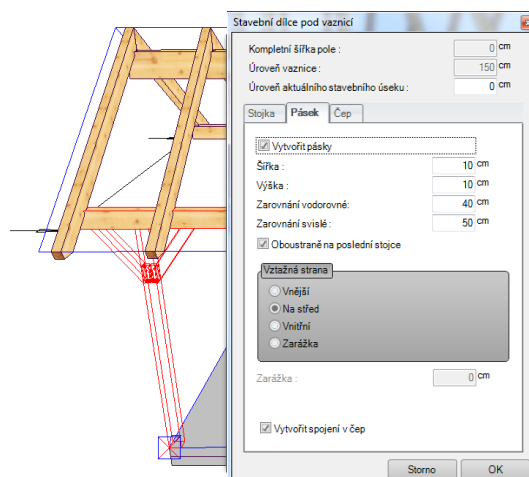 Stavební dílce pod vaznicí
Kompletní šířka pole : 0 cm
Úroveň vaznice : 150 cm
Úroveň aktuálního stavebního úseku : 0 cm
Stojka Pásek Čep
Vytvořit pásky
Šířka : 10 cm
Výška : 10 cm
Zarovnání vodorovné: 40 cm
Zarovnání svislé: 50 cm
Oboustraně na poslední stojce
Vztažná strana
Vnější
Na střed
Vnitřní
Zarážka
Zarážka : 0 cm
Vytvořit spojení v čep
Storno OK